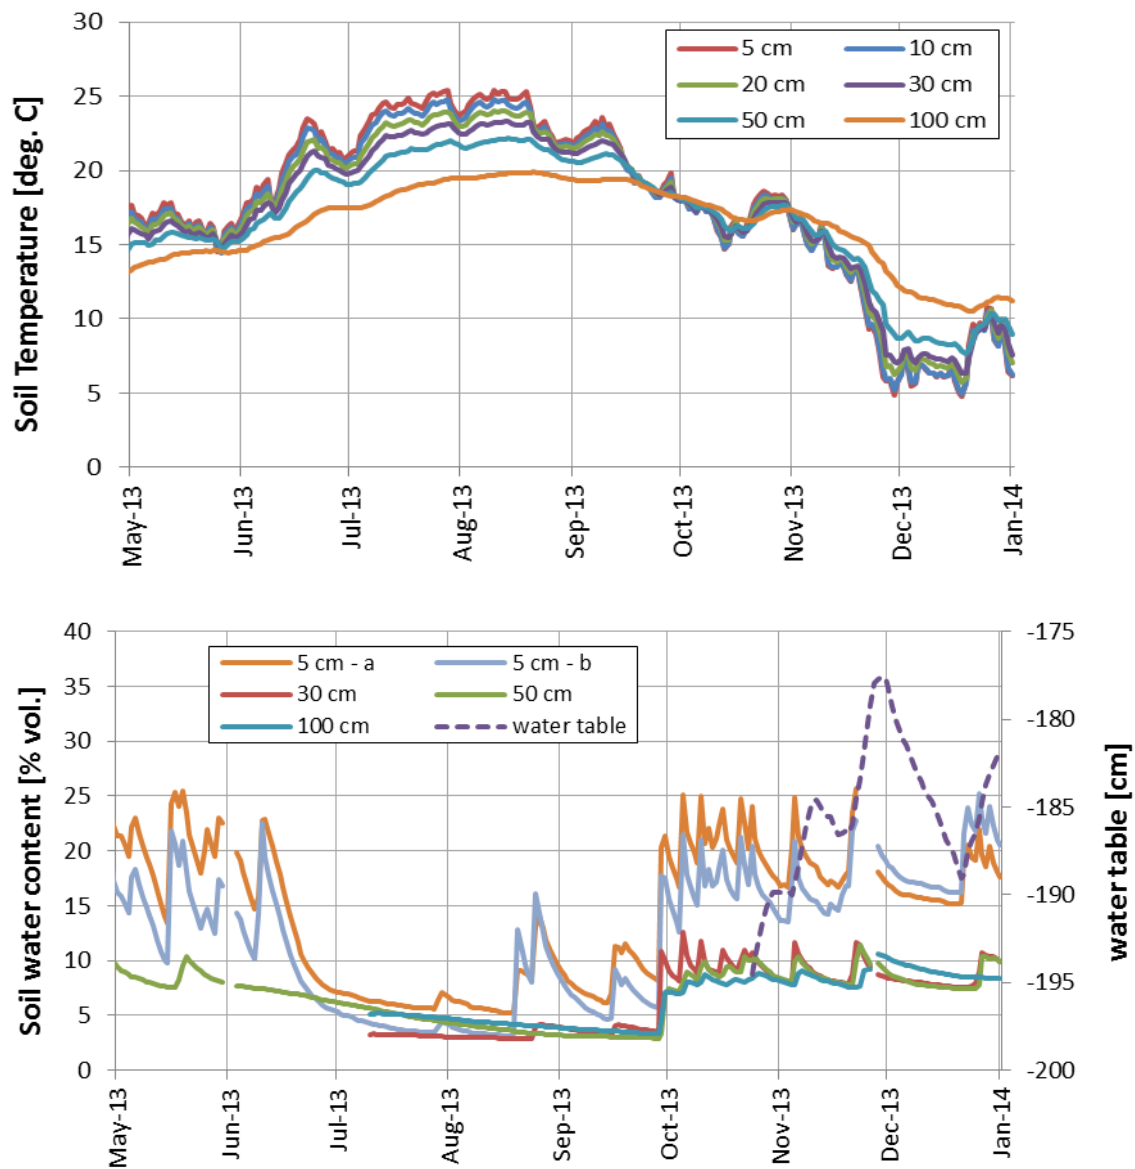 Soil Temperature [deg. C]
30
25
20
15
10
5
0
5 cm 10 cm
20 cm 30 cm
50 cm 100 cm
May-13 Jun-13 Jul-13 Aug-13 Sep-13 Oct-13 Nov-13 Dec-13 Jan-14
Soil water content [% vol.]
40
35
30
25
20
15
10
5
0
5 cm - a 5 cm - b
30 cm 50 cm
100 cm water table
-175
-180
-185
-190
-195
-200
water table [cm]
May-13 Jun-13 Jul-13 Aug-13 Sep-13 Oct-13 Nov-13 Dec-13 Jan-14